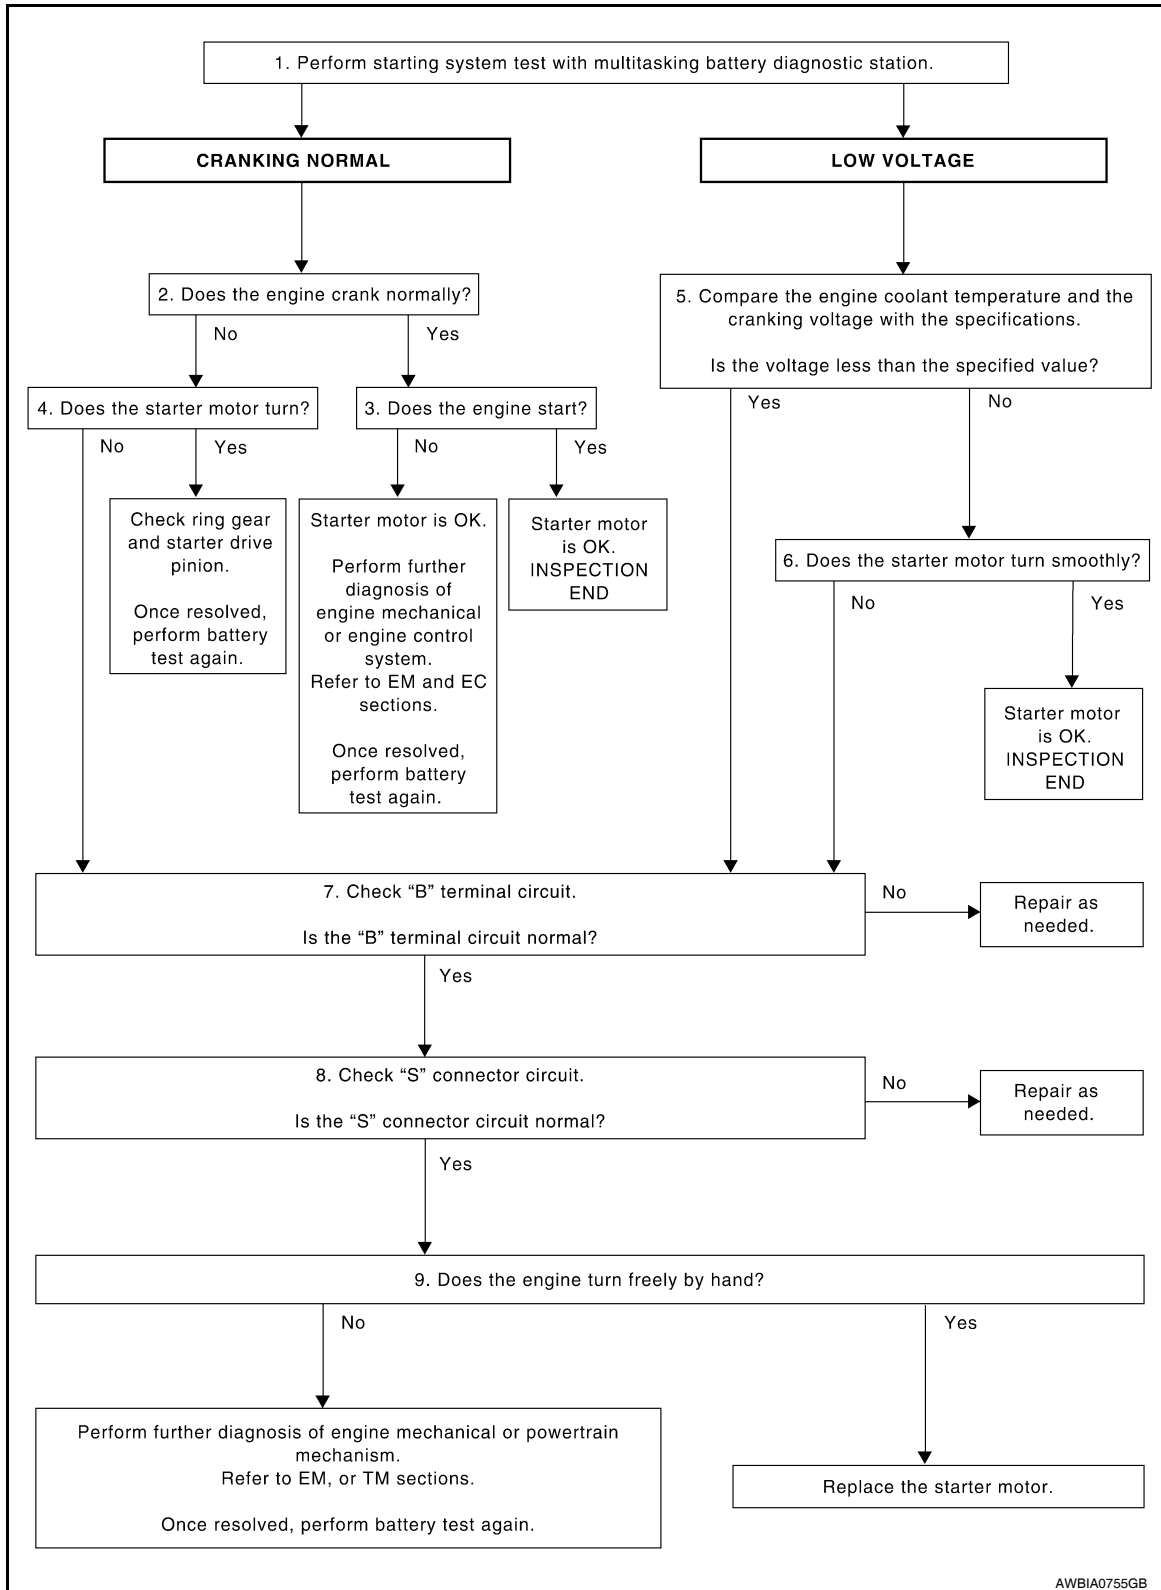 1. Perform starting system test with multitasking battery diagnostic station.
CRANKING NORMAL
LOW VOLTAGE
2. Does the engine crank normally?
No
Yes
4. Does the starter motor turn?
No
Yes
3. Does the engine start?
No
Yes
Check ring gear
and starter drive
pinion.
Once resolved,
perform battery
test again.
Starter motor is OK.
Perform further
diagnosis of
engine mechanical
or engine control
system.
Refer to EM and EC
sections.
Once resolved,
perform battery
test again.
Starter motor
is OK.
INSPECTION
END
5. Compare the engine coolant temperature and the
cranking voltage with the specifications.
Is the voltage less than the specified value?
Yes
No
6. Does the starter motor turn smoothly?
No
Yes
Starter motor
is OK.
INSPECTION
END
7. Check “B” terminal circuit.
Is the “B” terminal circuit normal?
No
Repair as
needed.
Yes
8. Check “S” connector circuit.
Is the “S” connector circuit normal?
No
Repair as
needed.
Yes
9. Does the engine turn freely by hand?
No
Yes
Perform further diagnosis of engine mechanical or powertrain
mechanism.
Refer to EM, or TM sections.
Once resolved, perform battery test again.
Replace the starter motor.
AWBIA0755GB